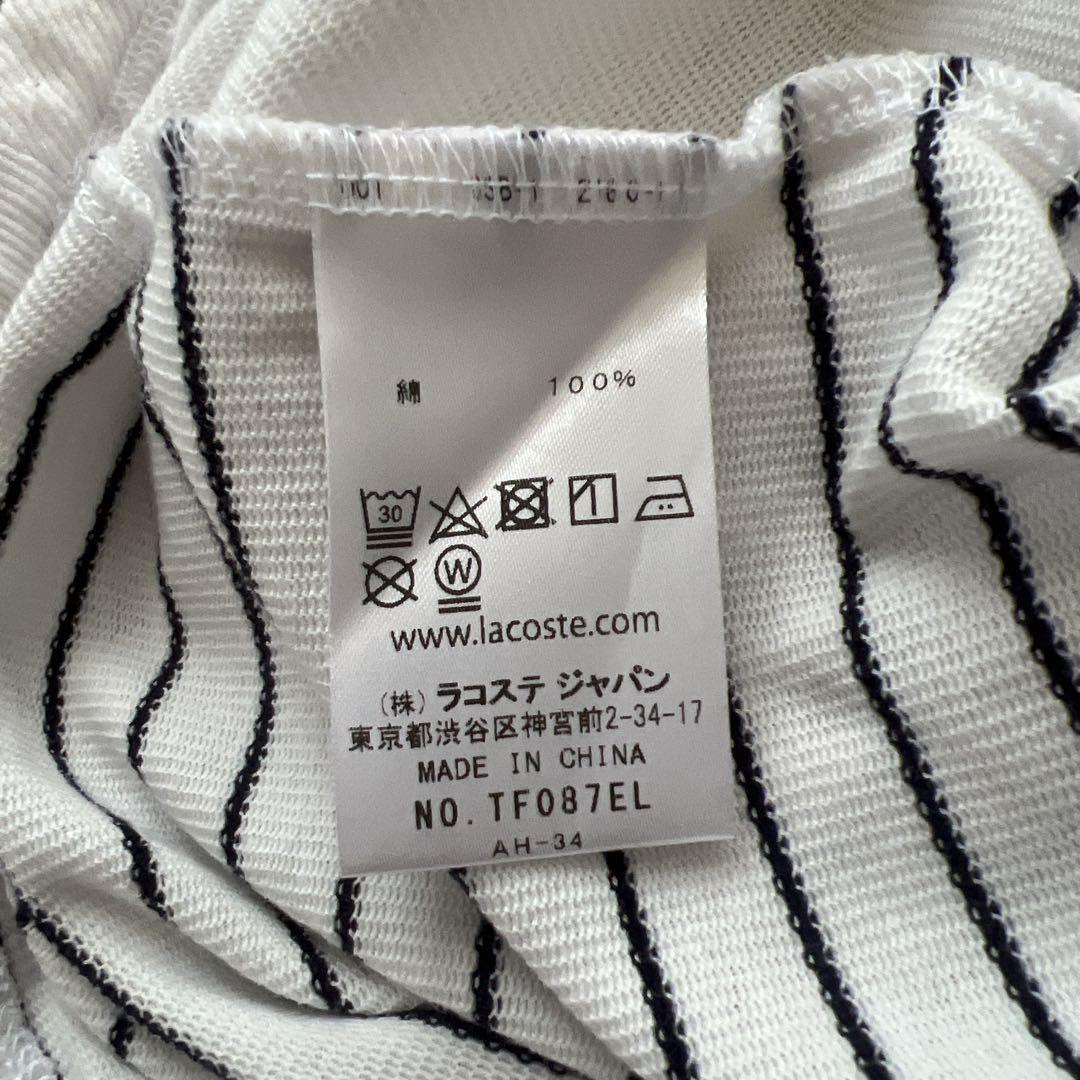 綿 100%
30
W
www.lacoste.com
(株) ラコステ ジャパン
東京都渋谷区神宮前2-34-17
MADE IN CHINA
NO. TF087EL
AH-34